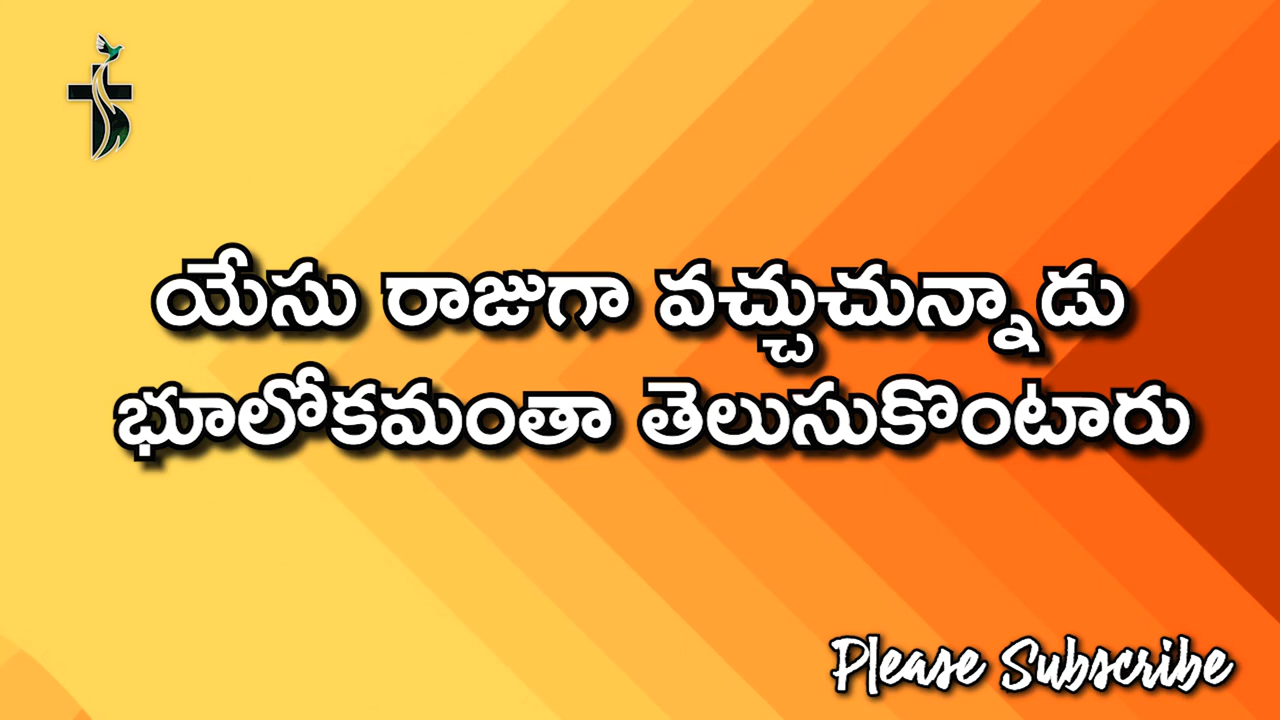 యేసు రాజుగా వచ్చుచున్నాడు
భూలోకమంతా తెలుసుకొంటారు
Please Subscribe